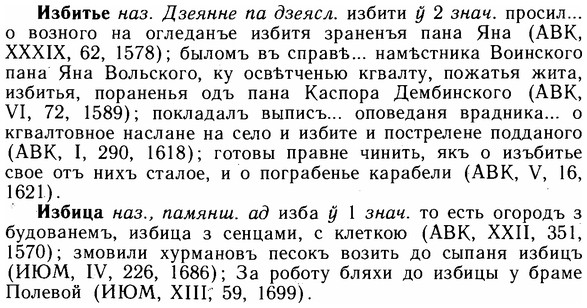 Избитье наз. Дзеянне па дзеясл. избити ў 2 знач. просил...
о возного на огледанъе избитя зраненъя пана Яна (АВК,
XXXIX, 62, 1578); быломъ въ справѣ... намѣстника Воинского
пана Яна Вольского, ку освѣтченью кгвалту, пожатья жита,
избитья, пораненья одъ пана Каспора Дембинского (АВК,
VI, 72, 1589); покладалъ выпись... оповеданя врадника... о
кгвалтовное наслане на село и избите и пострелене подданого
(АВК, I, 290, 1618); готовы правне чинить, якъ о изъбитье
свое отъ нихъ сталое, и о пограбенье карабели (АВК, V, 16,
1621).
Избица наз., памянш. ад изба ў 1 знач. то есть огородъ з
будованемъ, избица з сенцами, с клеткою (АВК, XXII, 351,
1570); змовили хурмановъ песокъ возить до сыпаня избицъ
(ИЮМ, IV, 226, 1686); За роботу бляхи до избицы у браме
Полевой (ИЮМ, XIII, 59, 1699).